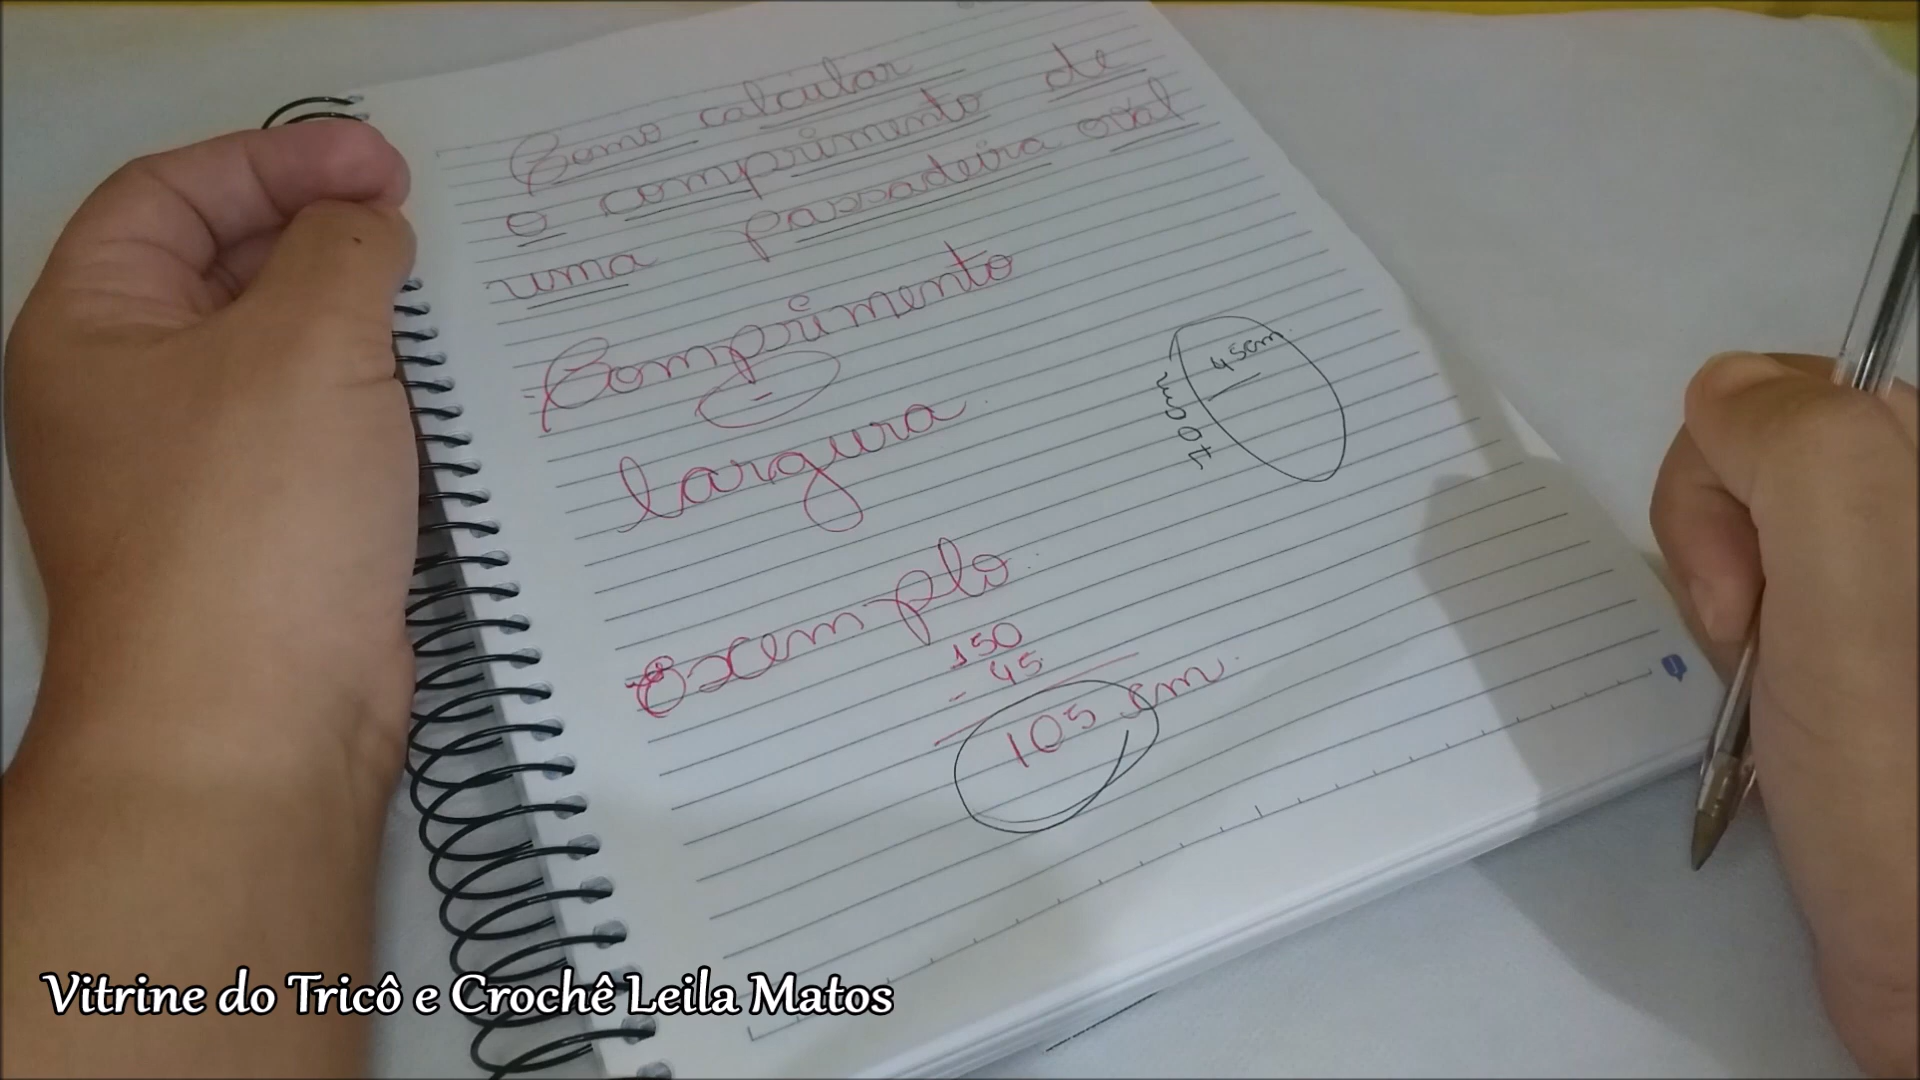 Como calcular
o comprimento de
uma passadeira oval
Comprimento
-
largura
exemplo
150
- 45
105 cm
45cm
70cm
Vitrine do Tricô e Crochê Leila Matos